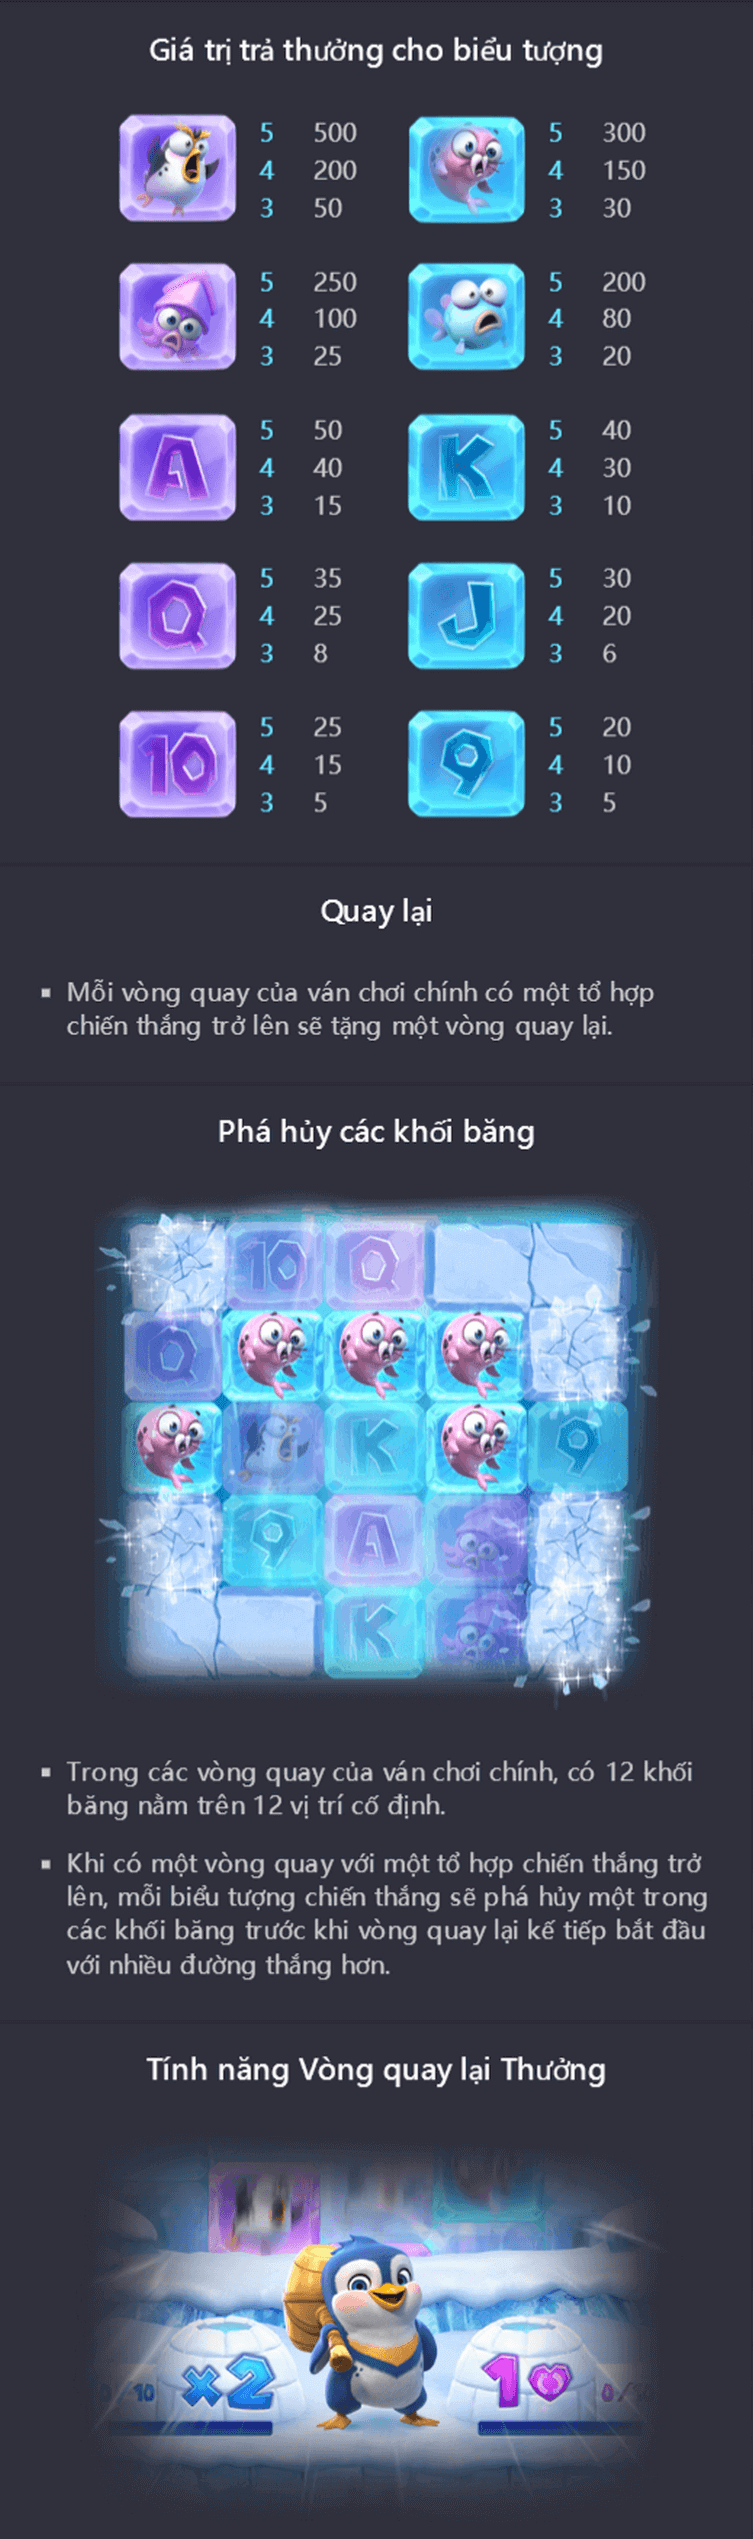 Giá trị trả thưởng cho biểu tượng
5 500 5 300
4 200 4 150
3 50 3 30
5 250 5 200
4 100 4 80
3 25 3 20
A 5 50 K 5 40
4 40 4 30
3 15 3 10
Q 5 35 J 5 30
4 25 4 20
3 8 3 6
10 5 25 9 5 20
4 15 4 10
3 5 3 5
Quay lại
▪ Mỗi vòng quay của ván chơi chính có một tổ hợp
chiến thắng trở lên sẽ tặng một vòng quay lại.
Phá hủy các khối băng
10 Q
Q
K 9
9 A
K
▪ Trong các vòng quay của ván chơi chính, có 12 khối
băng nằm trên 12 vị trí cố định.
▪ Khi có một vòng quay với một tổ hợp chiến thắng trở
lên, mỗi biểu tượng chiến thắng sẽ phá hủy một trong
các khối băng trước khi vòng quay lại kế tiếp bắt đầu
với nhiều đường thắng hơn.
Tính năng Vòng quay lại Thưởng
/10 x2 1 0/